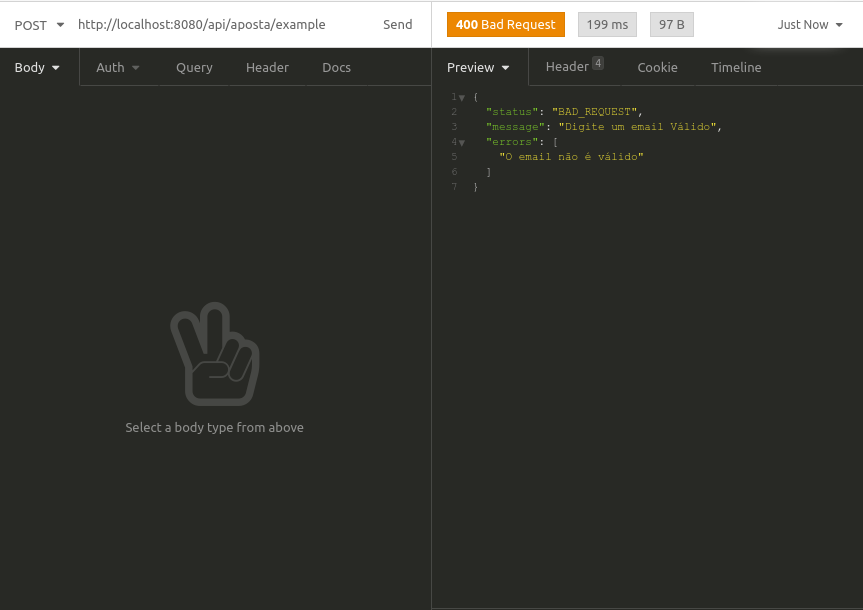 POST http://localhost:8080/api/aposta/example Send
400 Bad Request 199 ms 97 B Just Now
Body Auth Query Header Docs
Preview Header 4 Cookie Timeline
1 {
2 "status": "BAD_REQUEST",
3 "message": "Digite um email Válido",
4 "errors": [
5 "O email não é válido"
6 ]
7 }
Select a body type from above